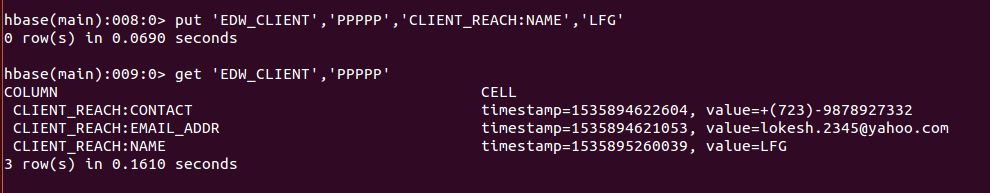 hbase(main):008:0> put 'EDW_CLIENT','PPPPP','CLIENT_REACH:NAME','LFG'
0 row(s) in 0.0690 seconds
hbase(main):009:0> get 'EDW_CLIENT','PPPPP'
COLUMN CELL
CLIENT_REACH:CONTACT timestamp=1535894622604, value=+(723)-9878927332
CLIENT_REACH:EMAIL_ADDR timestamp=1535894621053, value=lokesh.2345@yahoo.com
CLIENT_REACH:NAME timestamp=1535895260039, value=LFG
3 row(s) in 0.1610 seconds